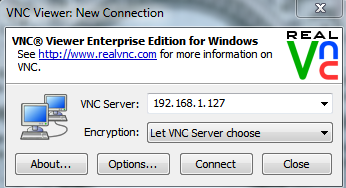 VNC Viewer: New Connection
VNC® Viewer Enterprise Edition for Windows
See http://www.realvnc.com for more information on
VNC.
REAL
VNC
VNC Server: 192.168.1.127
Encryption: Let VNC Server choose
About... Options... Connect Close